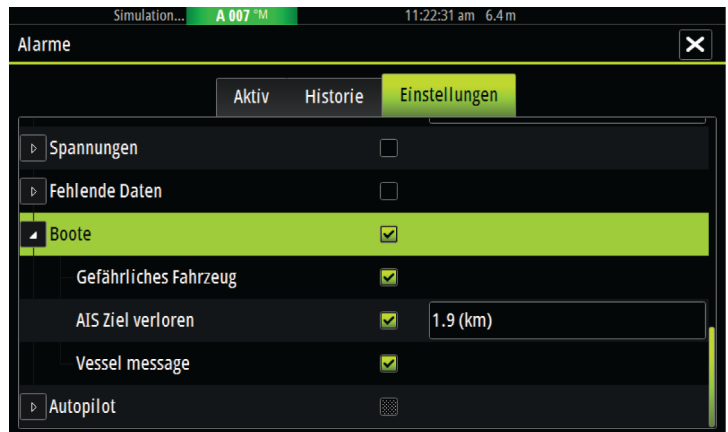 Simulation... A 007 °M 11:22:31 am 6.4 m
Alarme
Aktiv Historie Einstellungen
Spannungen
Fehlende Daten
Boote
Gefährliches Fahrzeug
AIS Ziel verloren 1.9 (km)
Vessel message
Autopilot